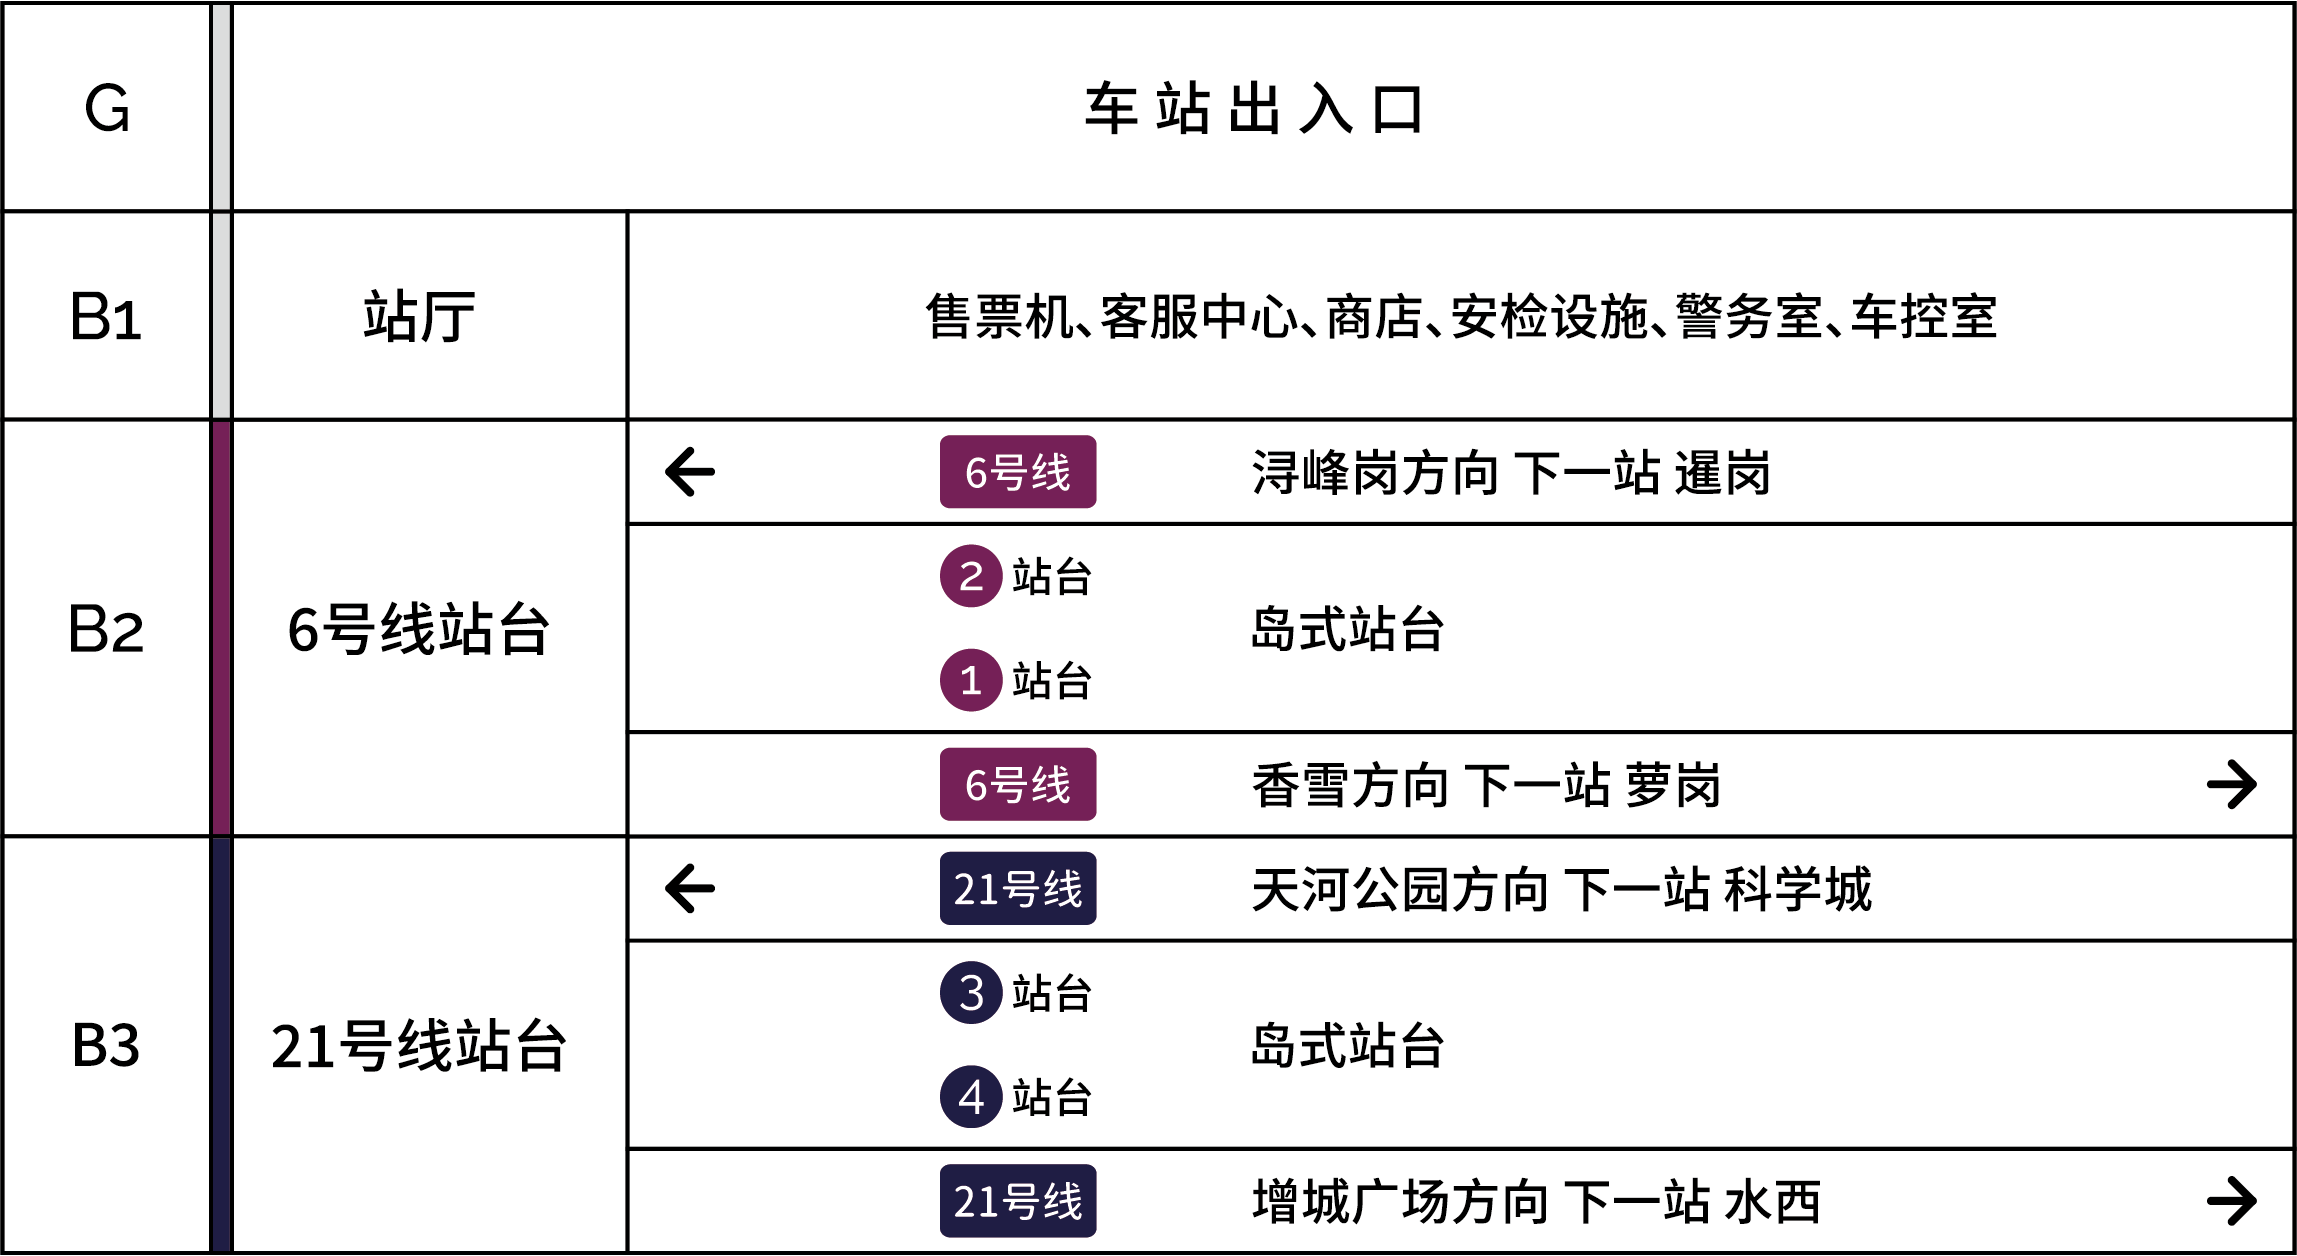 G
车站出入口
B1
站厅
售票机、客服中心、商店、安检设施、警务室、车控室
B2
6号线站台
← 6号线 浔峰岗方向 下一站 暹岗
2 站台
岛式站台
1 站台
6号线 香雪方向 下一站 萝岗 →
B3
21号线站台
← 21号线 天河公园方向 下一站 科学城
3 站台
岛式站台
4 站台
21号线 增城广场方向 下一站 水西 →